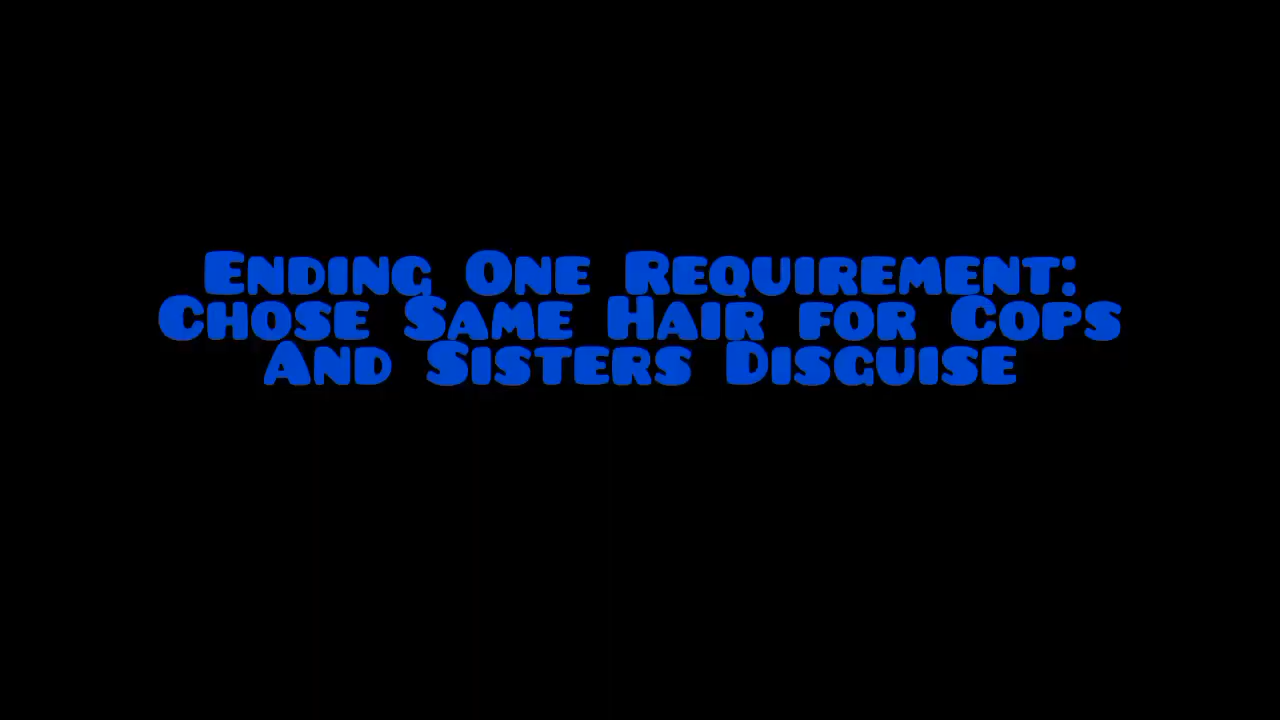 Ending One Requirement:
Chose Same Hair for Cops
And Sisters Disguise